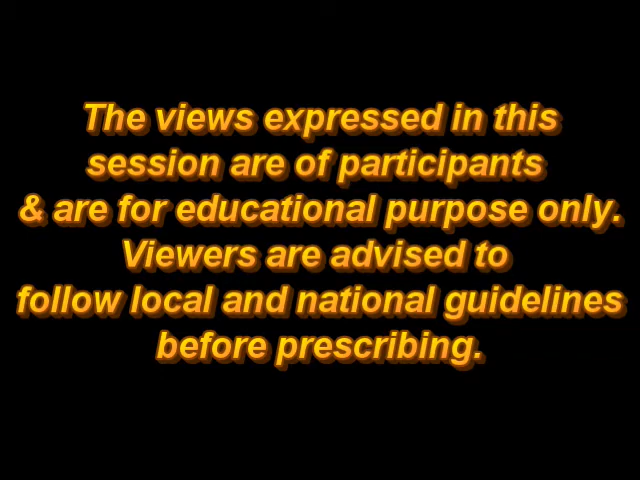 The views expressed in this
session are of participants
& are for educational purpose only.
Viewers are advised to
follow local and national guidelines
before prescribing.